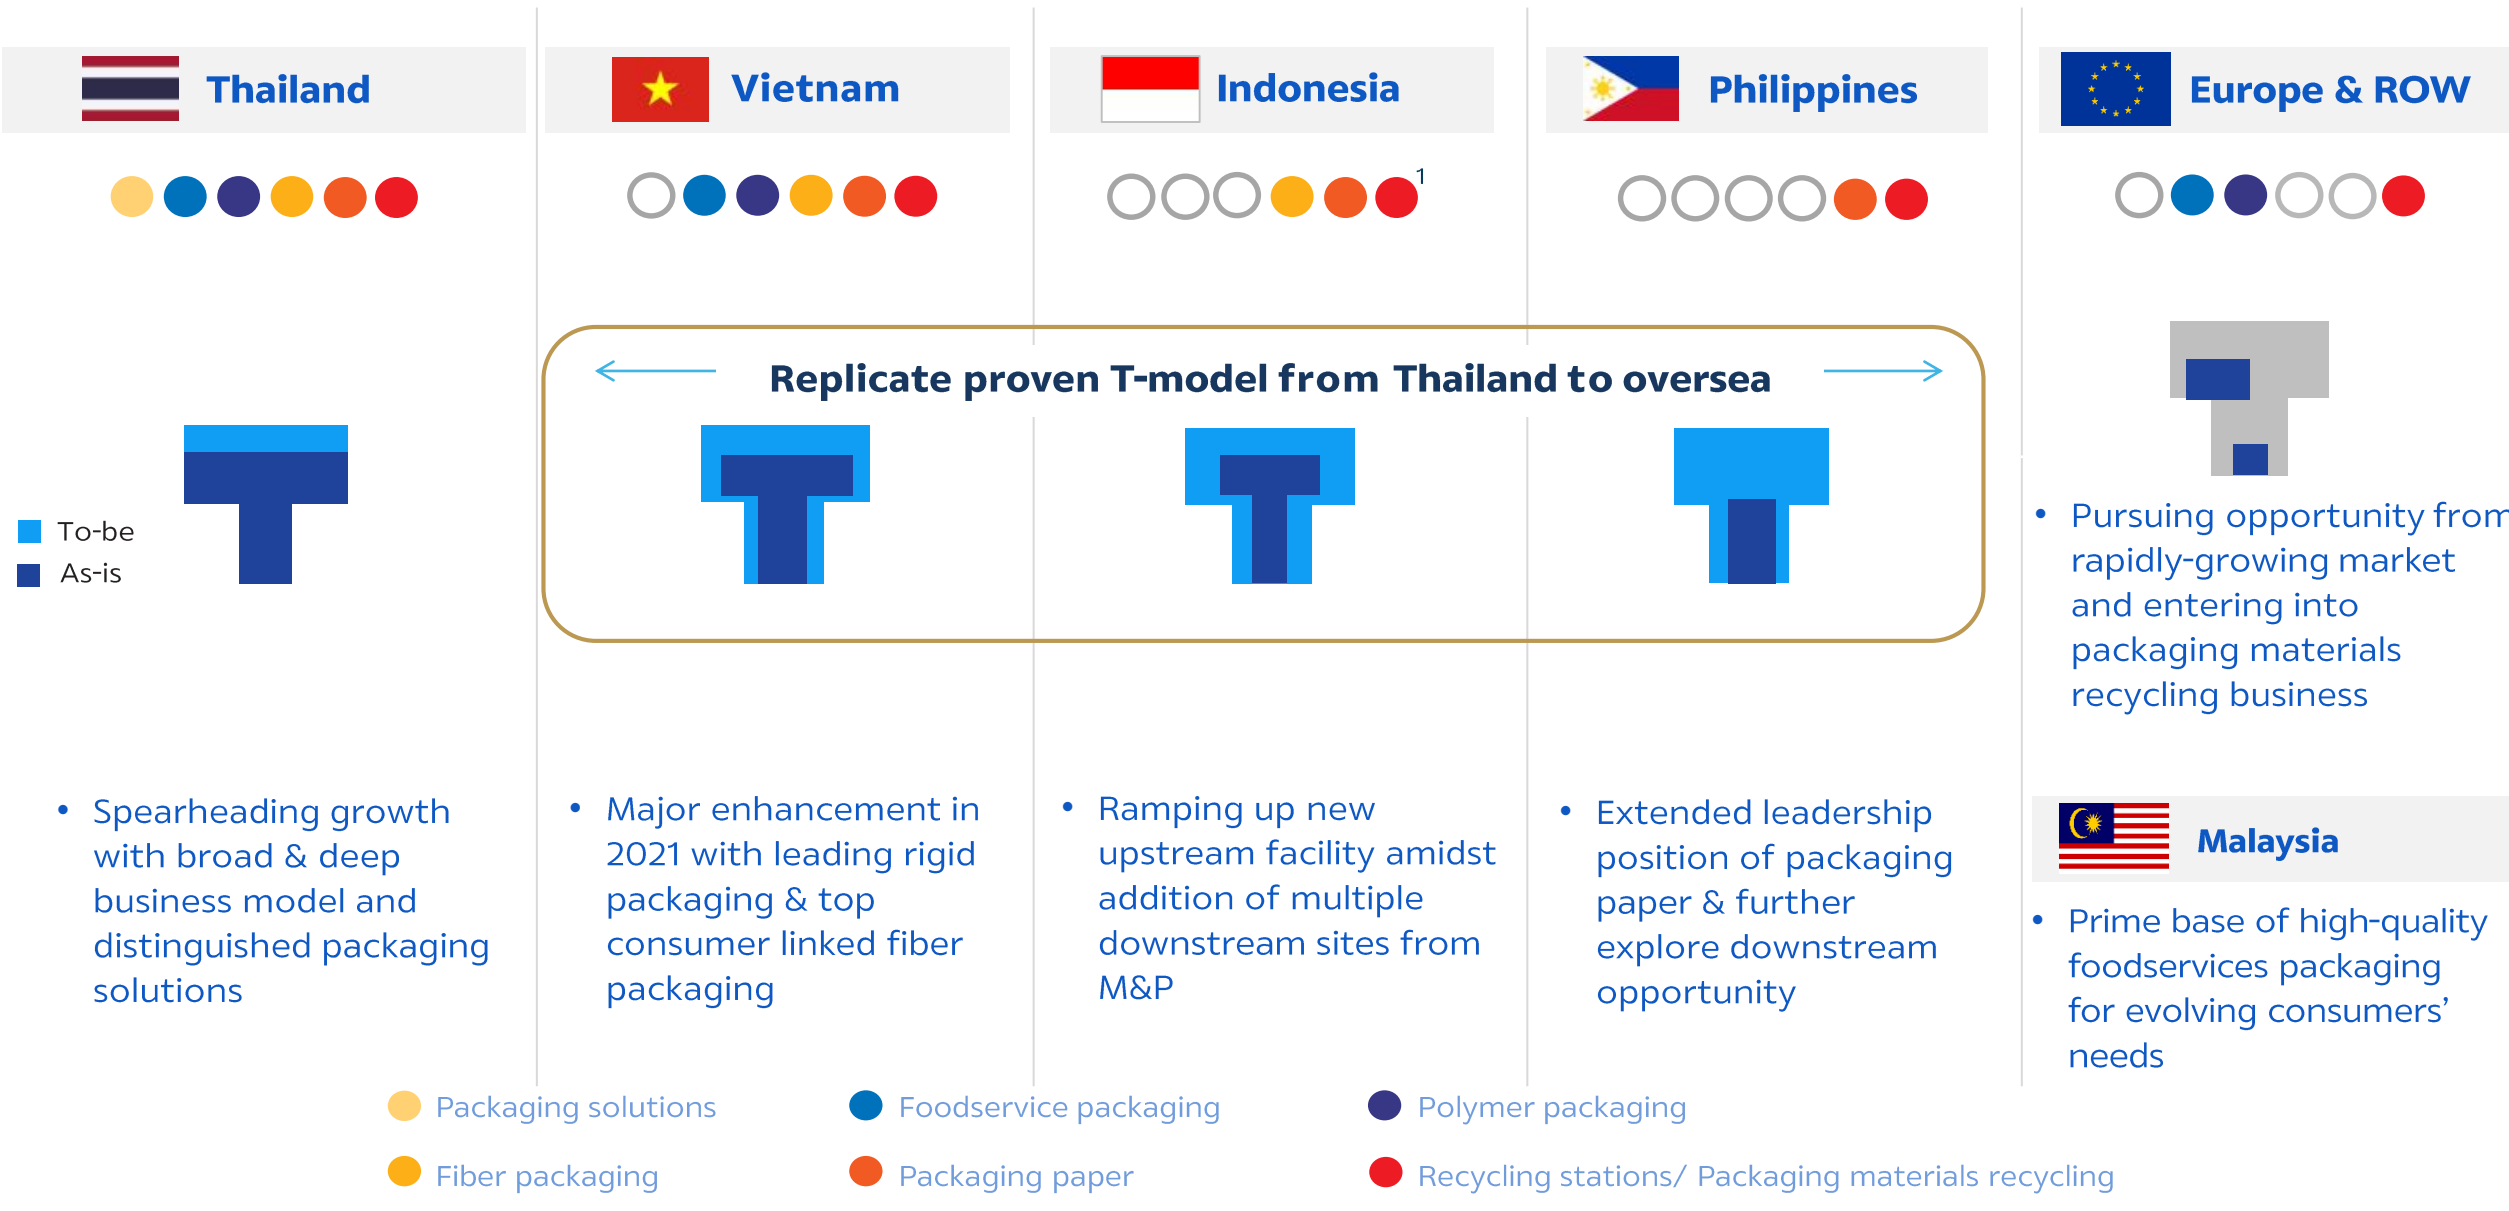 Thailand
Vietnam
Indonesia
Philippines
Europe & ROW
1
Replicate proven T-model from Thailand to oversea
To-be
As-is
• Pursuing opportunity from
rapidly-growing market
and entering into
packaging materials
recycling business
• Spearheading growth
with broad & deep
business model and
distinguished packaging
solutions
• Major enhancement in
2021 with leading rigid
packaging & top
consumer linked fiber
packaging
• Ramping up new
upstream facility amidst
addition of multiple
downstream sites from
M&P
• Extended leadership
position of packaging
paper & further
explore downstream
opportunity
Malaysia
• Prime base of high-quality
foodservices packaging
for evolving consumers’
needs
Packaging solutions
Foodservice packaging
Polymer packaging
Fiber packaging
Packaging paper
Recycling stations/ Packaging materials recycling